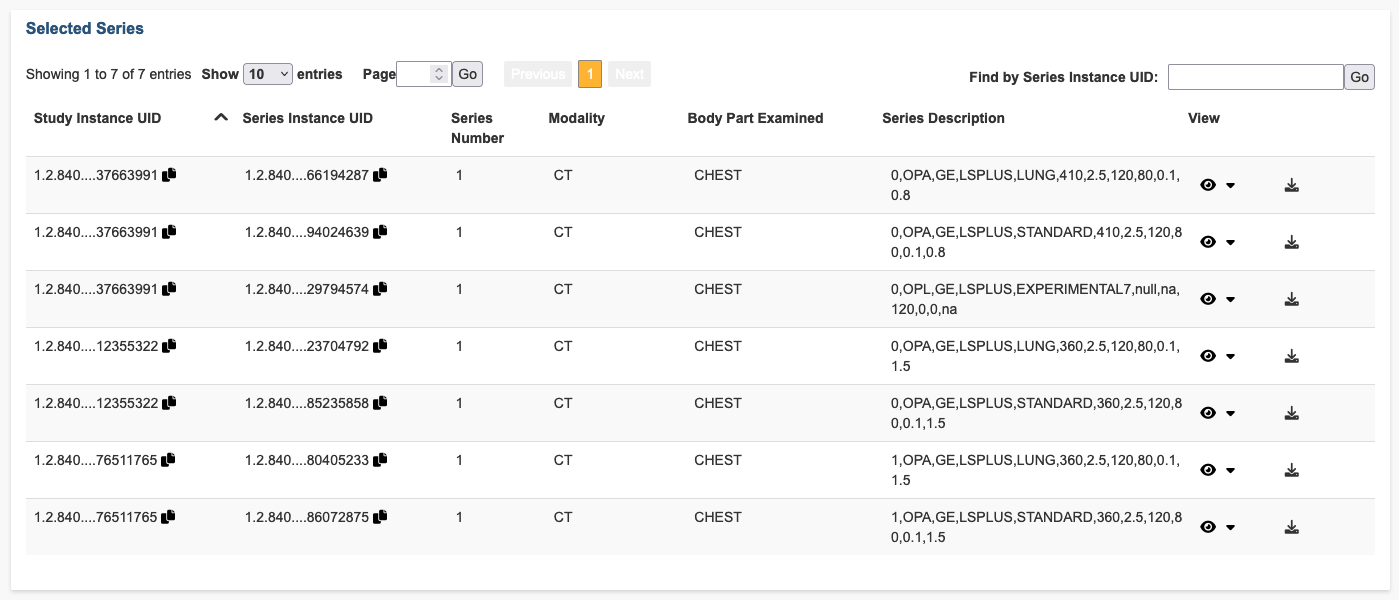 Selected Series
Showing 1 to 7 of 7 entries Show 10 entries Page Go Previous 1 Next Find by Series Instance UID: Go
Study Instance UID Series Instance UID Series Number Modality Body Part Examined Series Description View
1.2.840....37663991 1.2.840....66194287 1 CT CHEST 0,OPA,GE,LSPLUS,LUNG,410,2.5,120,80,0.1,
0.8
1.2.840....37663991 1.2.840....94024639 1 CT CHEST 0,OPA,GE,LSPLUS,STANDARD,410,2.5,120,8
0,0.1,0.8
1.2.840....37663991 1.2.840....29794574 1 CT CHEST 0,OPL,GE,LSPLUS,EXPERIMENTAL7,null,na,
120,0,0,na
1.2.840....12355322 1.2.840....23704792 1 CT CHEST 0,OPA,GE,LSPLUS,LUNG,360,2.5,120,80,0.1,
1.5
1.2.840....12355322 1.2.840....85235858 1 CT CHEST 0,OPA,GE,LSPLUS,STANDARD,360,2.5,120,8
0,0.1,1.5
1.2.840....76511765 1.2.840....80405233 1 CT CHEST 1,OPA,GE,LSPLUS,LUNG,360,2.5,120,80,0.1,
1.5
1.2.840....76511765 1.2.840....86072875 1 CT CHEST 1,OPA,GE,LSPLUS,STANDARD,360,2.5,120,8
0,0.1,1.5